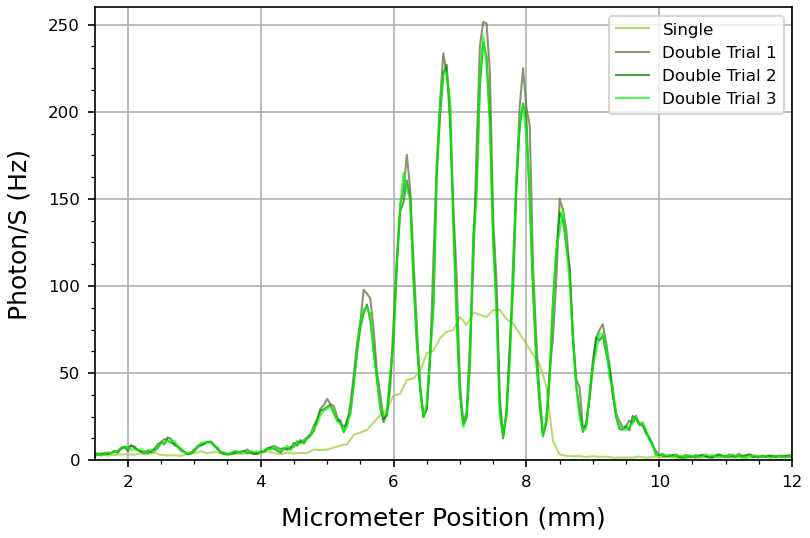 Single
Double Trial 1
Double Trial 2
Double Trial 3
250
200
150
100
50
0
2
4
6
8
10
12
Photon/S (Hz)
Micrometer Position (mm)